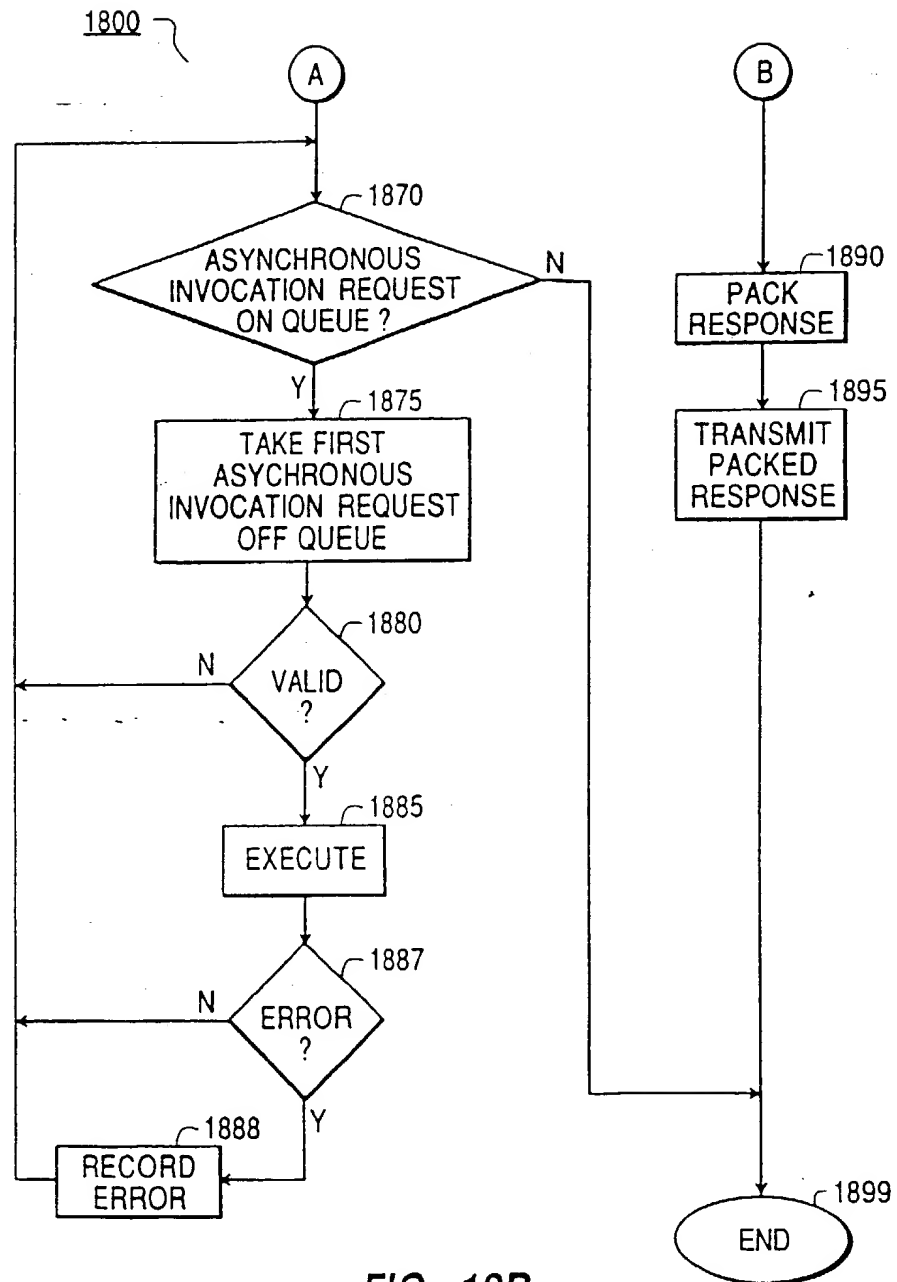 1800
A
B
1870
ASYNCHRONOUS
INVOCATION REQUEST
ON QUEUE ?
N
Y
1875
TAKE FIRST
ASYCHRONOUS
INVOCATION REQUEST
OFF QUEUE
1880
N
VALID
?
Y
1885
EXECUTE
1887
N
ERROR
?
Y
1888
RECORD
ERROR
1890
PACK
RESPONSE
1895
TRANSMIT
PACKED
RESPONSE
1899
END